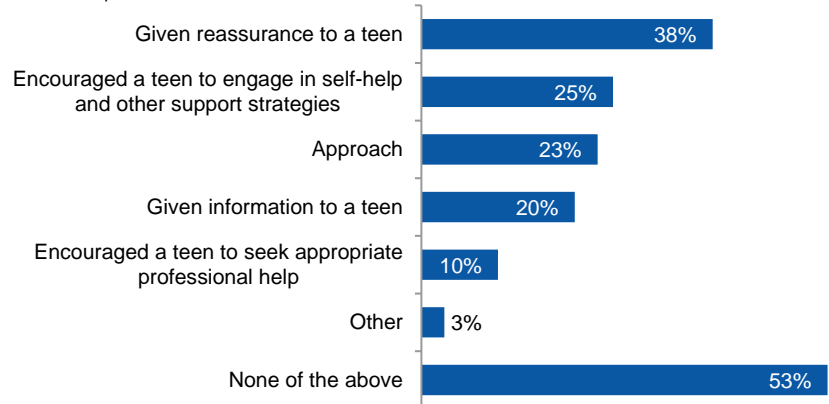 Given reassurance to a teen
38%
Encouraged a teen to engage in self-help
and other support strategies
25%
Approach
23%
Given information to a teen
20%
Encouraged a teen to seek appropriate
professional help
10%
Other
3%
None of the above
53%